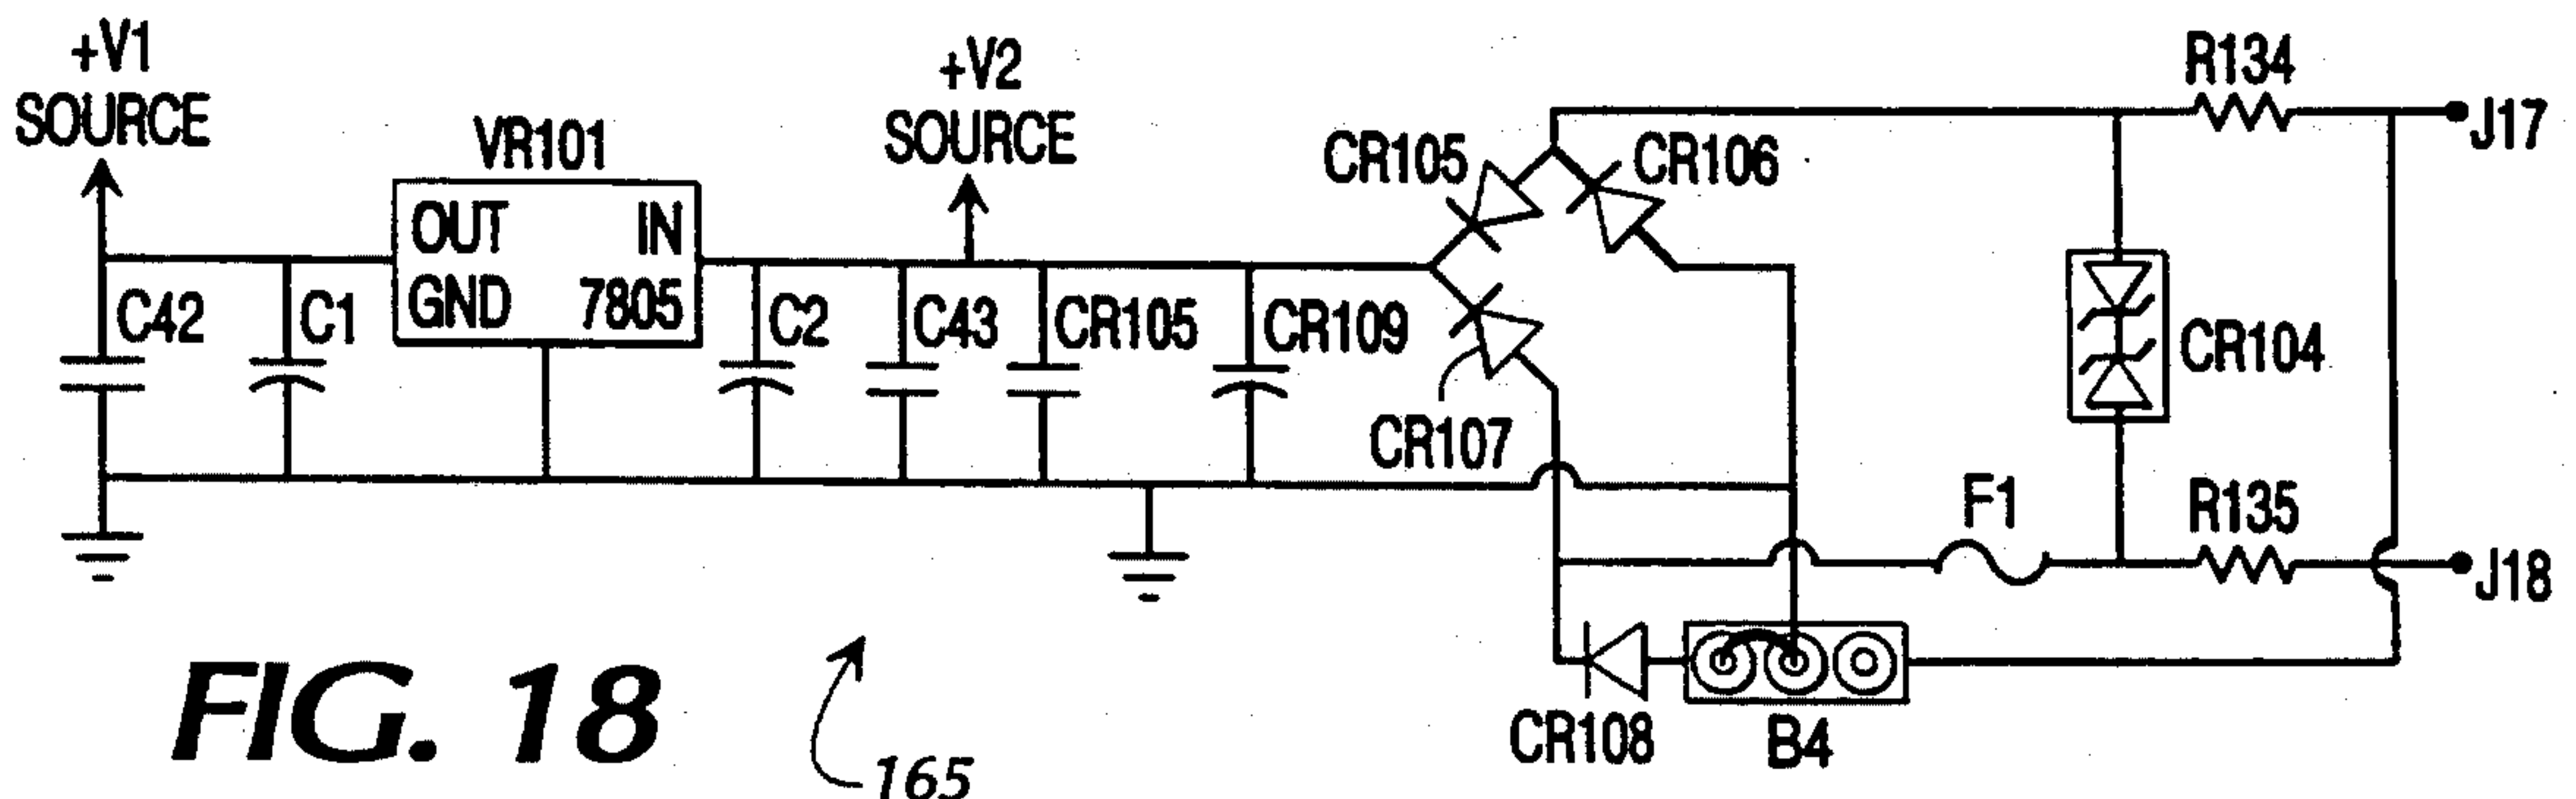 +V1
SOURCE
+V2
SOURCE
R134
J17
VR101
CR105
CR106
OUT IN
GND 7805
C42
C1
C2
C43
CR105
CR109
CR104
CR107
F1
R135
J18
CR108
B4
FIG. 18
165